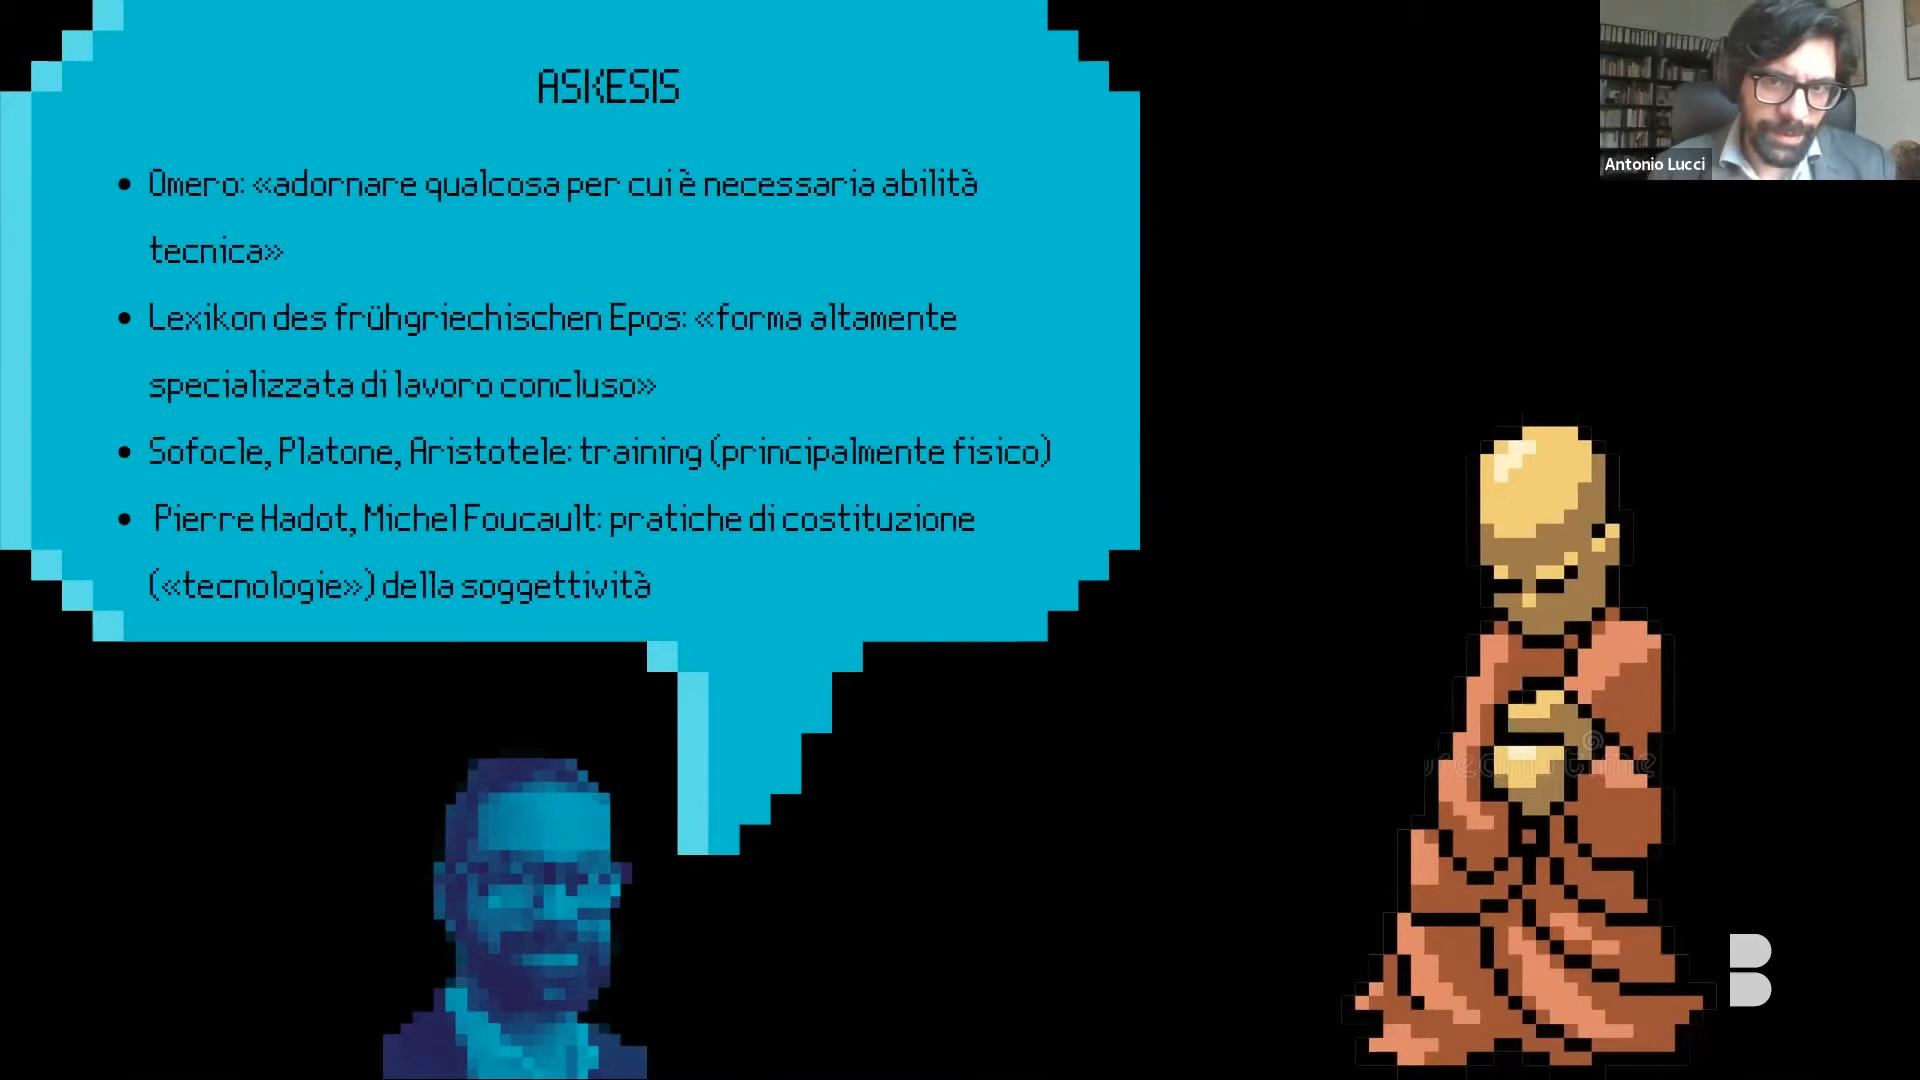 ASKESIS
• Omero: «adornare qualcosa per cui è necessaria abilità
tecnica»
• Lexikon des frühgriechischen Epos: «forma altamente
specializzata di lavoro concluso»
• Sofocle, Platone, Aristotele: training (principalmente fisico)
• Pierre Hadot, Michel Foucault: pratiche di costituzione
(«tecnologie») della soggettività
Antonio Lucci
B